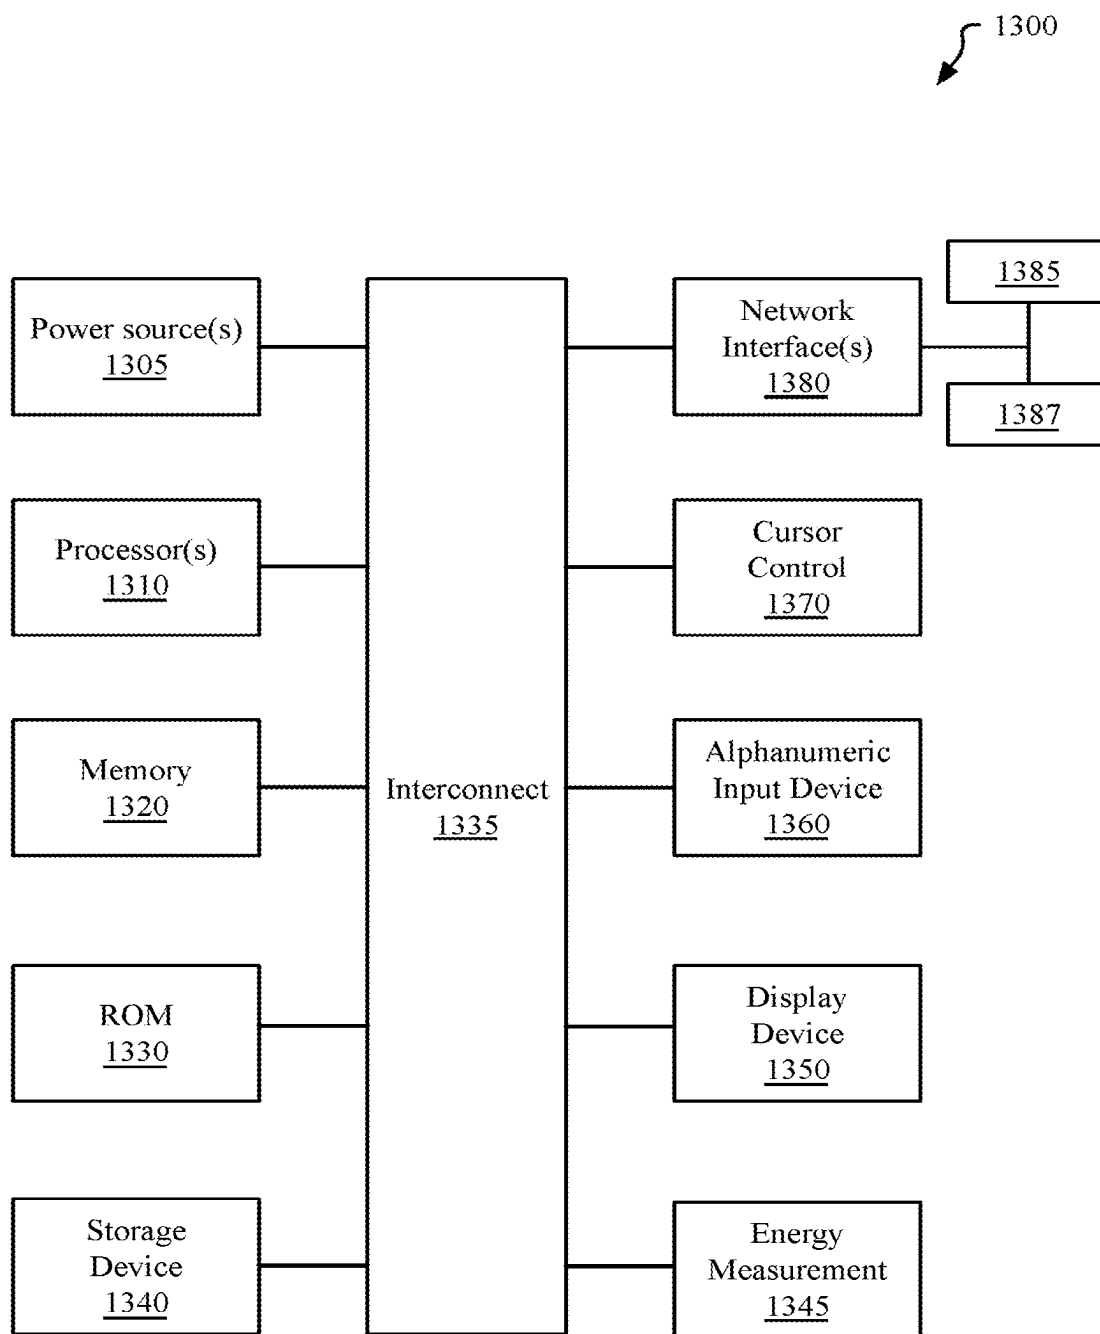 1300
Power source(s)
1305
Processor(s)
1310
Memory
1320
ROM
1330
Storage
Device
1340
Interconnect
1335
Network
Interface(s)
1380
1385
1387
Cursor
Control
1370
Alphanumeric
Input Device
1360
Display
Device
1350
Energy
Measurement
1345